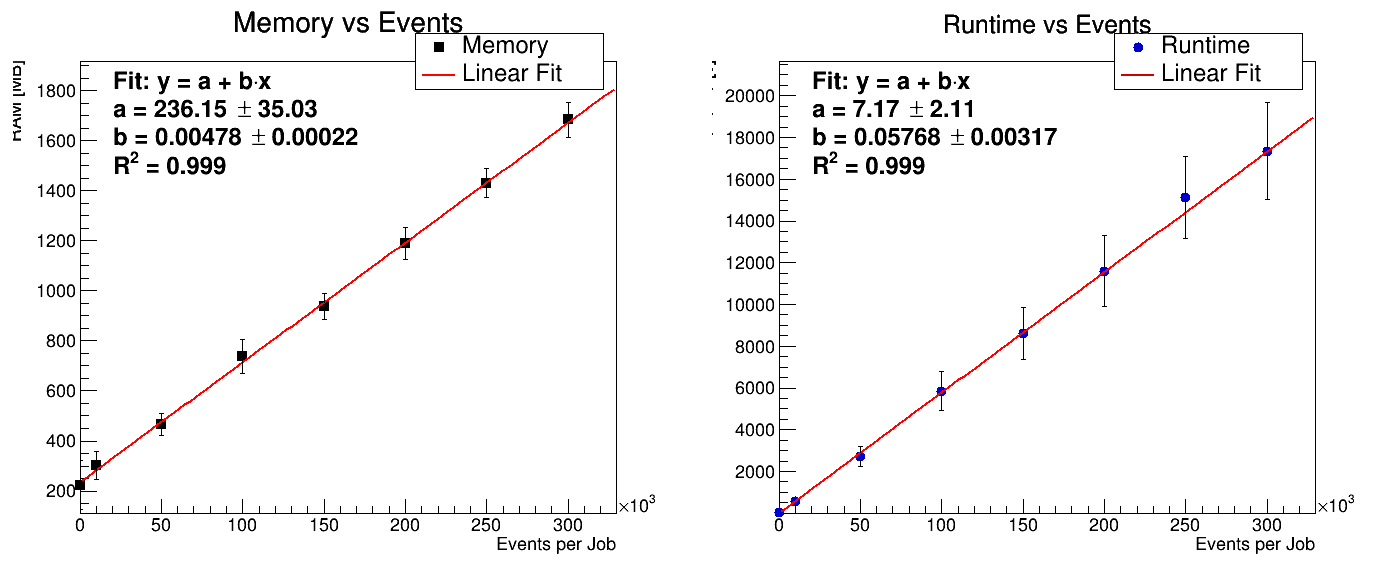 Memory vs Events
Memory
Linear Fit
Fit: y = a + b·x
a = 236.15 ± 35.03
b = 0.00478 ± 0.00022
R² = 0.999
RAM [MB]
1800
1600
1400
1200
1000
800
600
400
200
0 50 100 150 200 250 300
×10³
Events per Job
Runtime vs Events
Runtime
Linear Fit
Fit: y = a + b·x
a = 7.17 ± 2.11
b = 0.05768 ± 0.00317
R² = 0.999
20000
18000
16000
14000
12000
10000
8000
6000
4000
2000
0 50 100 150 200 250 300
×10³
Events per Job